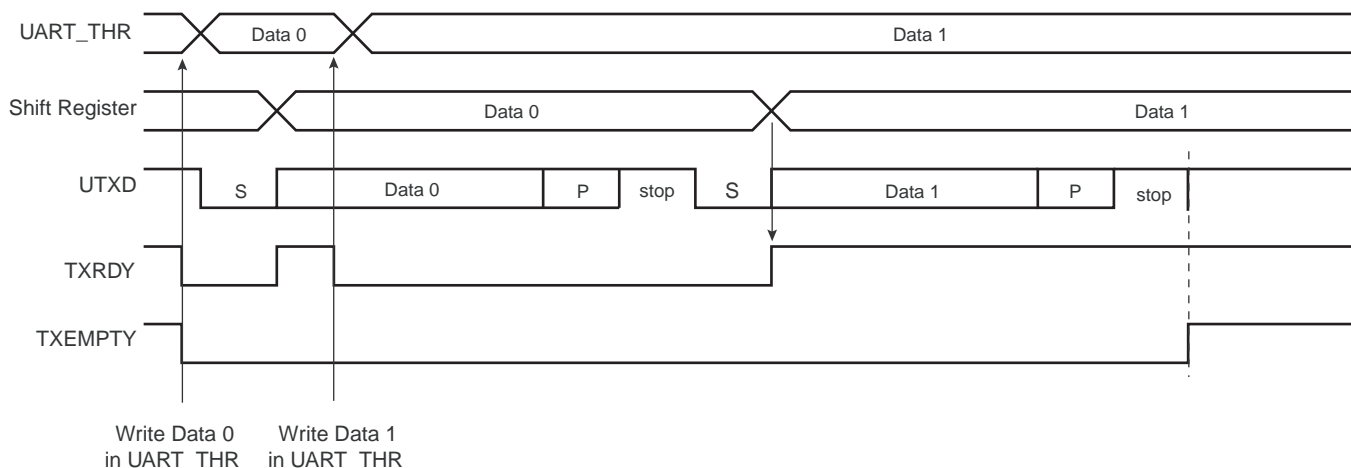 UART_THR
Data 0
Data 1
Shift Register
Data 0
Data 1
UTXD
S
Data 0
P
stop
S
Data 1
P
stop
TXRDY
TXEMPTY
Write Data 0
in UART_THR
Write Data 1
in UART_THR